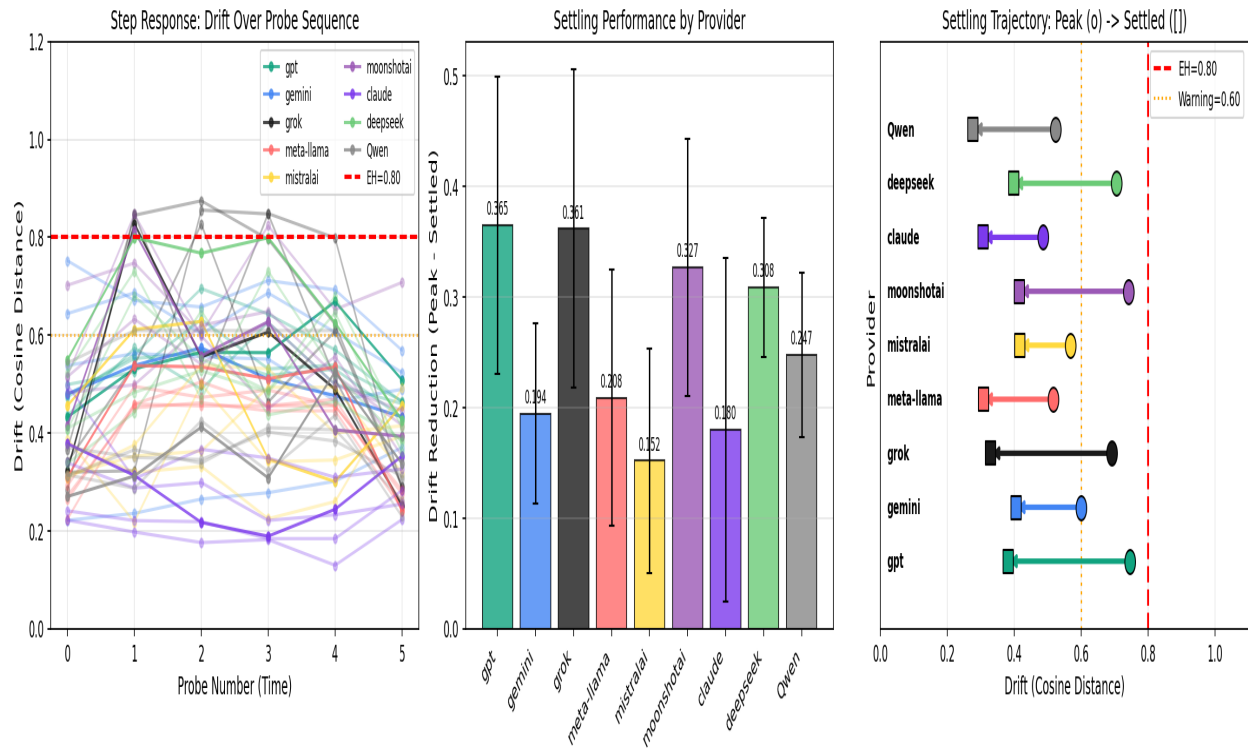 Step Response: Drift Over Probe Sequence
Drift (Cosine Distance)
1.2
1.0
0.8
0.6
0.4
0.2
0.0
gpt
gemini
grok
meta-llama
mistralai
moonshotai
claude
deepseek
Qwen
EH=0.80
0 1 2 3 4 5
Probe Number (Time)
Settling Performance by Provider
Drift Reduction (Peak - Settled)
0.5
0.4
0.3
0.2
0.1
0.0
0.365
0.194
0.361
0.208
0.152
0.327
0.180
0.308
0.247
gpt
gemini
grok
meta-llama
mistralai
moonshotai
claude
deepseek
Qwen
Settling Trajectory: Peak (o) -> Settled ([])
EH=0.80
Warning=0.60
Provider
Qwen
deepseek
claude
moonshotai
mistralai
meta-llama
grok
gemini
gpt
0.0 0.2 0.4 0.6 0.8 1.0
Drift (Cosine Distance)